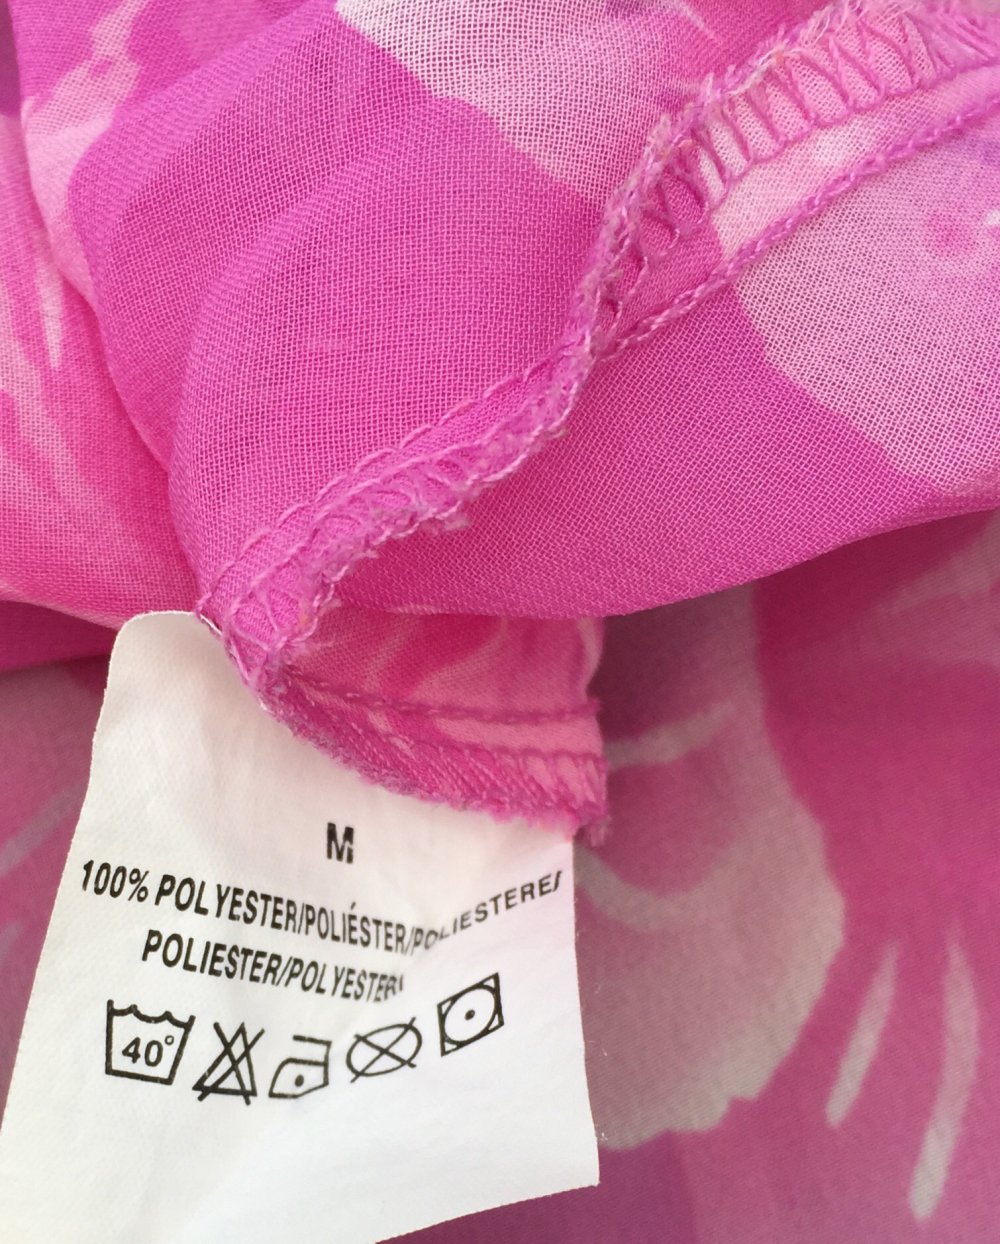 M
100% POLYESTER/POLIÉSTER/POLIESTERES
POLIESTER/POLYESTER
40°